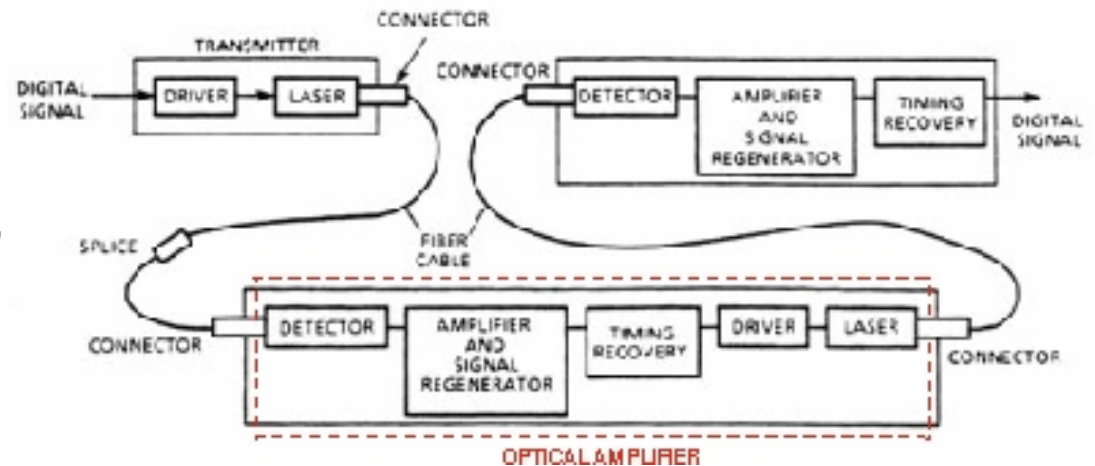 CONNECTOR
TRANSMITTER
DIGITAL
SIGNAL
DRIVER
LASER
CONNECTOR
DETECTOR
AMPLIFIER
AND
SIGNAL
REGENERATOR
TIMING
RECOVERY
DIGITAL
SIGNAL
SPLICE
FIBER
CABLE
CONNECTOR
DETECTOR
AMPLIFIER
AND
SIGNAL
REGENERATOR
TIMING
RECOVERY
DRIVER
LASER
CONNECTOR
OPTICAL AMPLIFIER